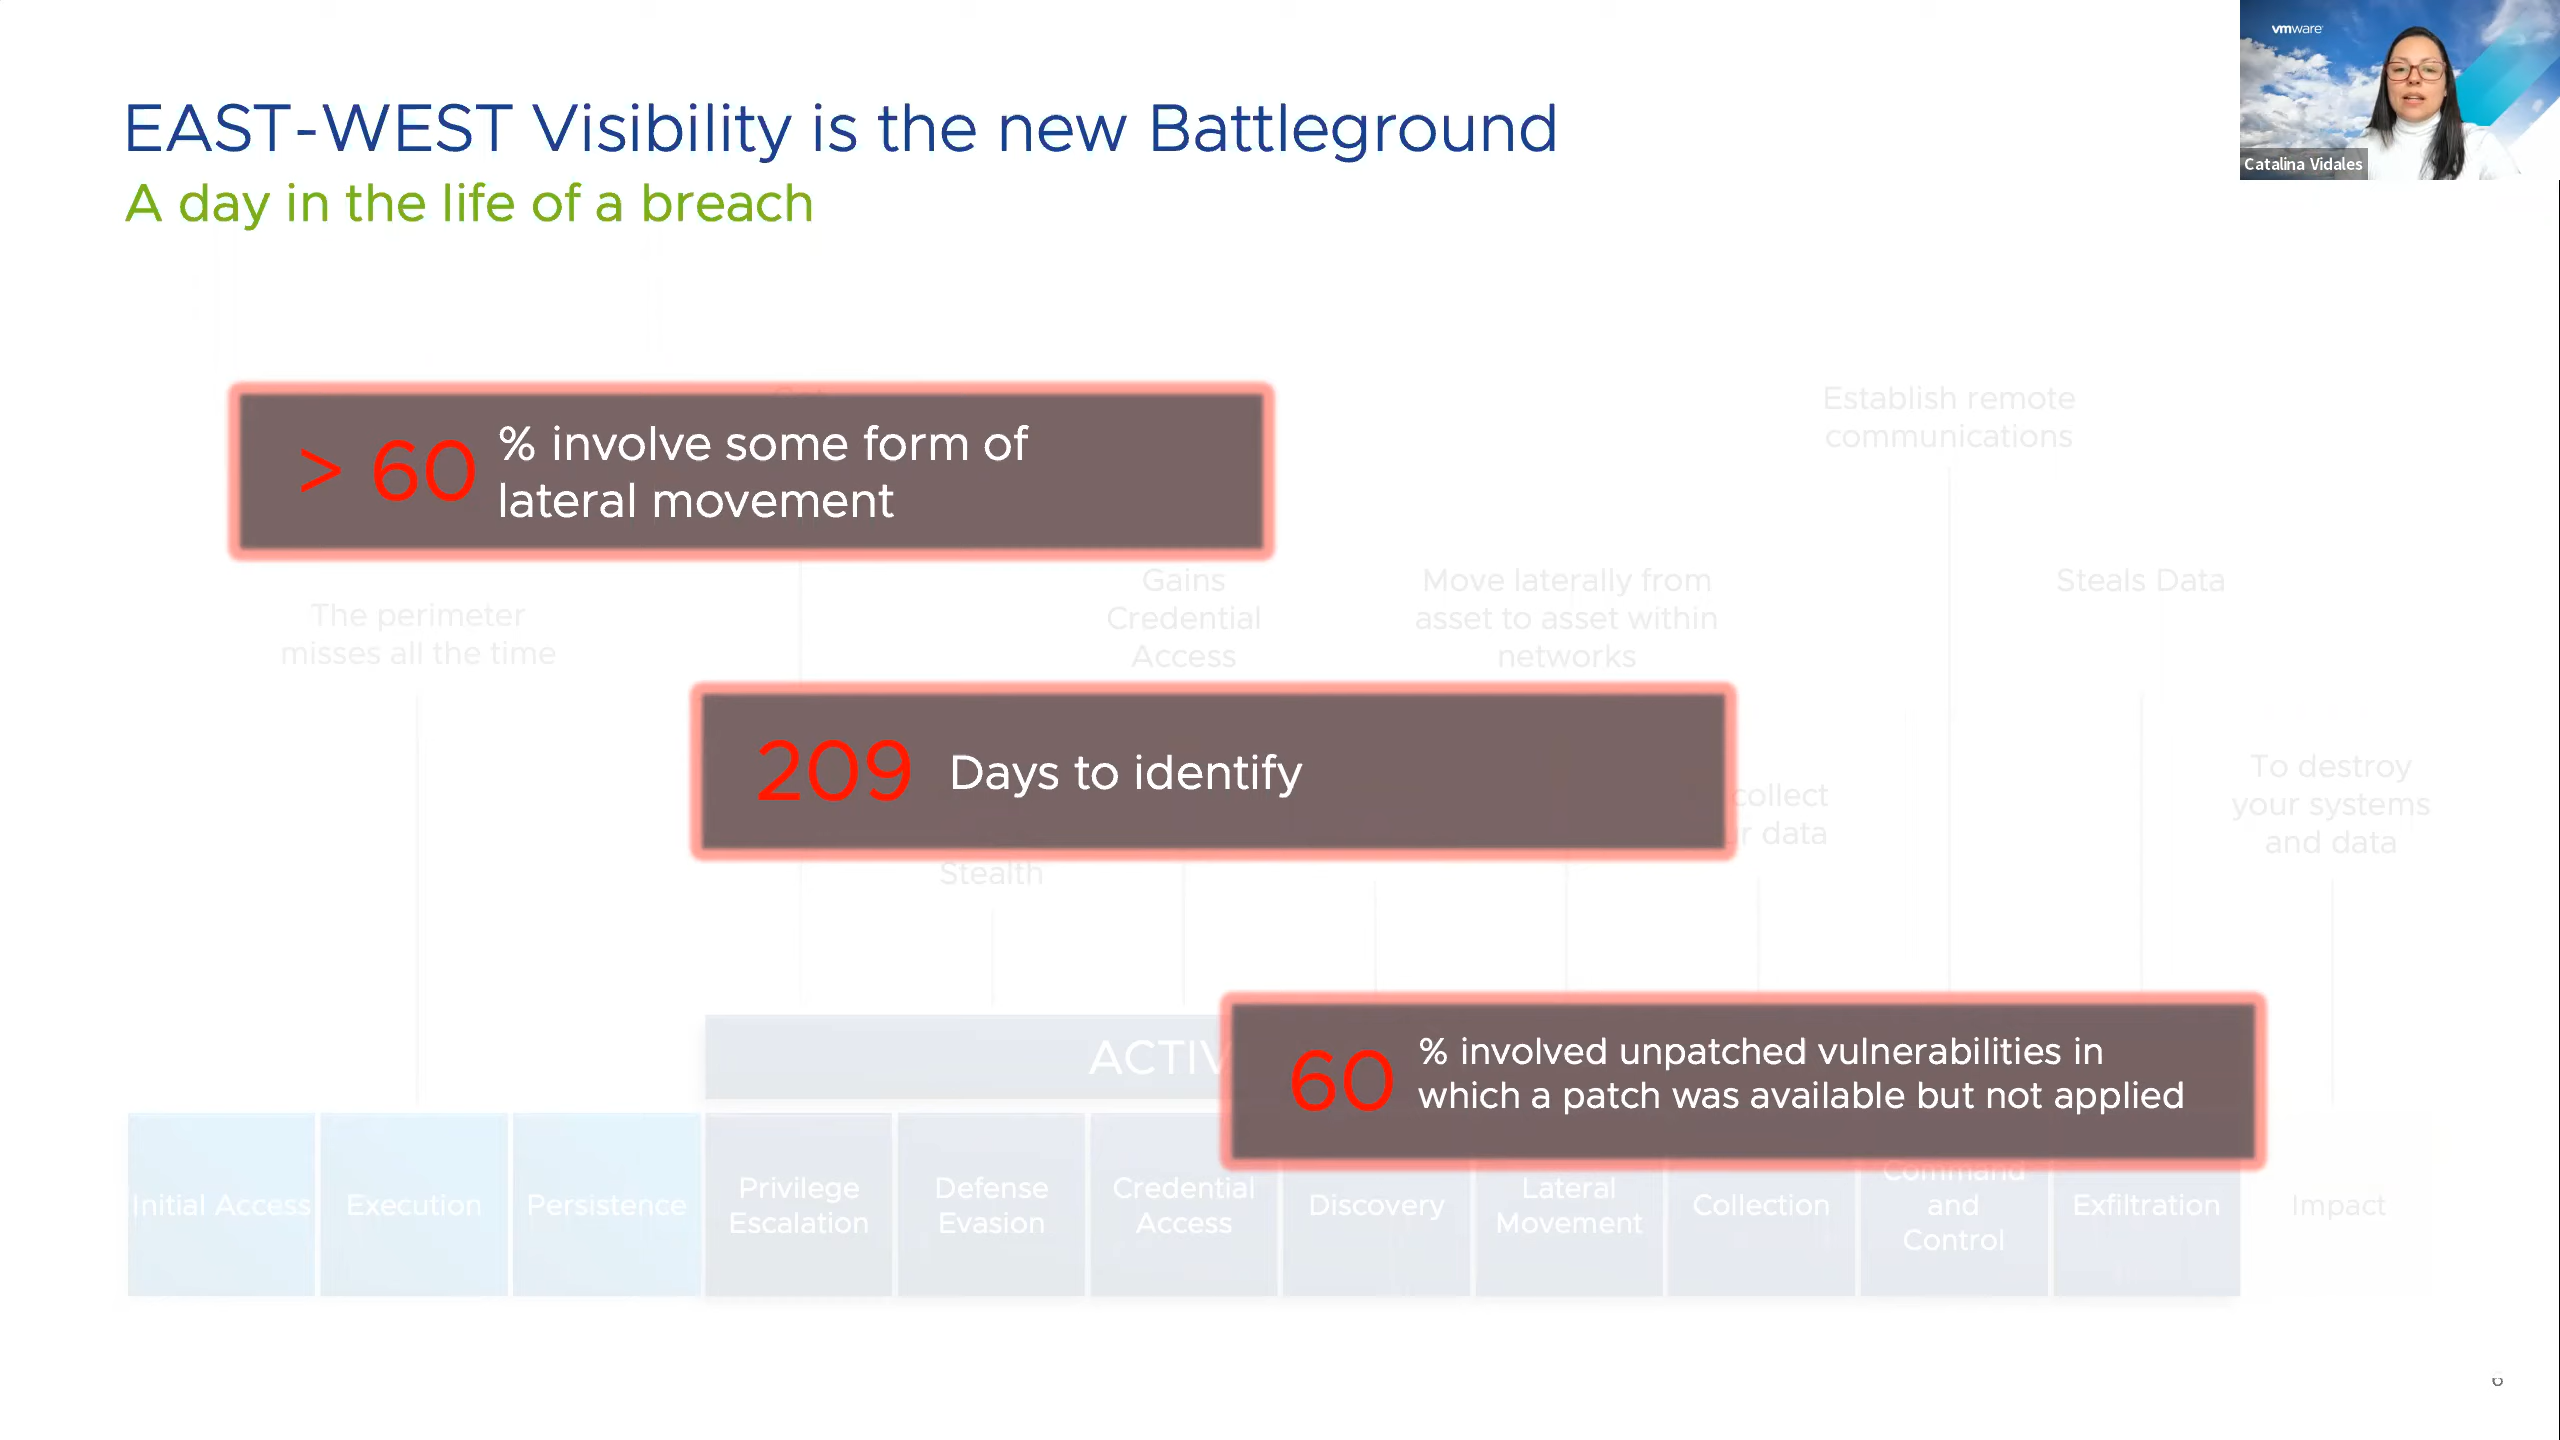 vmware
Catalina Vidales
EAST-WEST Visibility is the new Battleground
A day in the life of a breach
> 60 % involve some form of
lateral movement
Establish remote
communications
The perimeter
misses all the time
Gains
Credential
Access
Move laterally from
asset to asset within
networks
Steals Data
209 Days to identify
collect
data
To destroy
your systems
and data
Stealth
60 % involved unpatched vulnerabilities in
which a patch was available but not applied
Initial Access
Execution
Persistence
Privilege
Escalation
Defense
Evasion
Credential
Access
Discovery
Lateral
Movement
Collection
Command
and
Control
Exfiltration
Impact
6